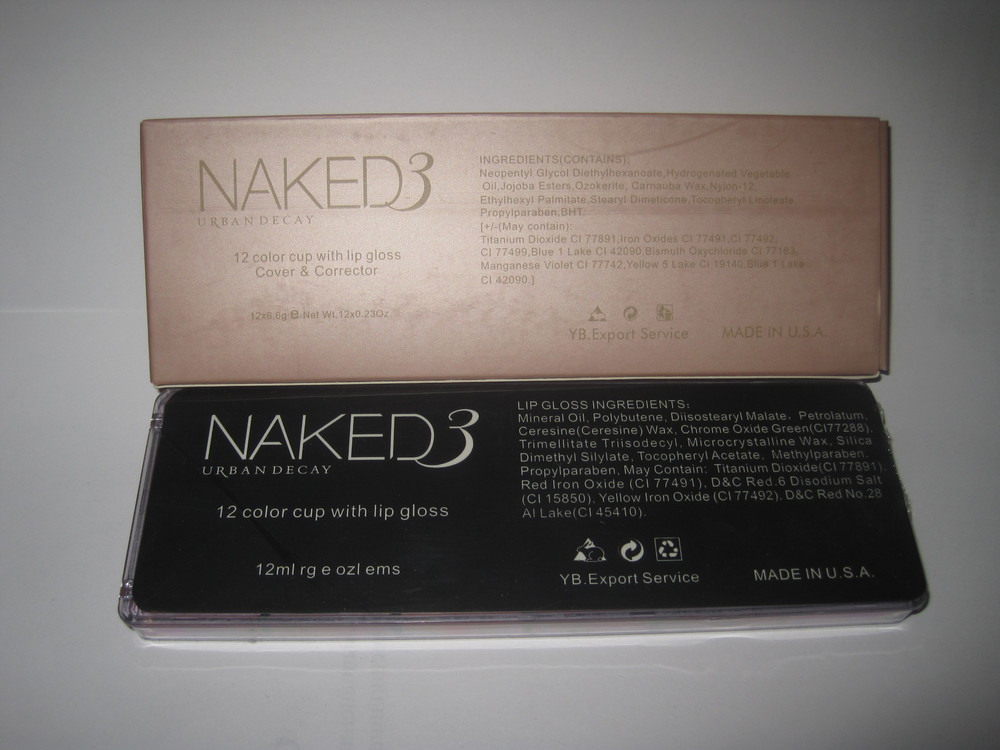 NAKED3
URBAN DECAY
12 color cup with lip gloss
Cover & Corrector
12x6.6g e Net Wt.12x0.23Oz
INGREDIENTS(CONTAINS):
Neopentyl Glycol Diethylhexanoate,Hydrogenated Vegetable
Oil,Jojoba Esters,Ozokerite, Carnauba Wax,Nylon-12,
Ethylhexyl Palmitate,Stearyl Dimeticone,Tocopheryl Linoleate,
Propylparaben,BHT.
[+/-(May contain):
Titanium Dioxide CI 77891,Iron Oxides CI 77491,CI 77492,
CI 77499,Blue 1 Lake CI 42090,Bismuth Oxychloride CI 77163,
Manganese Violet CI 77742,Yellow 5 Lake CI 19140,Blue 1 Lake
CI 42090.]
YB.Export Service
MADE IN U.S.A.
NAKED3
URBAN DECAY
12 color cup with lip gloss
12ml rg e ozl ems
LIP GLOSS INGREDIENTS:
Mineral Oil, Polybutene, Diisostearyl Malate, Petrolatum,
Ceresine(Ceresine) Wax, Chrome Oxide Green(CI77288).
Trimellitate Triisodecyl, Microcrystalline Wax, Silica
Dimethyl Silylate, Tocopheryl Acetate, Methylparaben.
Propylparaben, May Contain: Titanium Dioxide(CI 77891).
Red Iron Oxide (CI 77491), D&C Red.6 Disodium Salt
(CI 15850), Yellow Iron Oxide (CI 77492). D&C Red No.28
Al Lake(CI 45410).
YB.Export Service
MADE IN U.S.A.